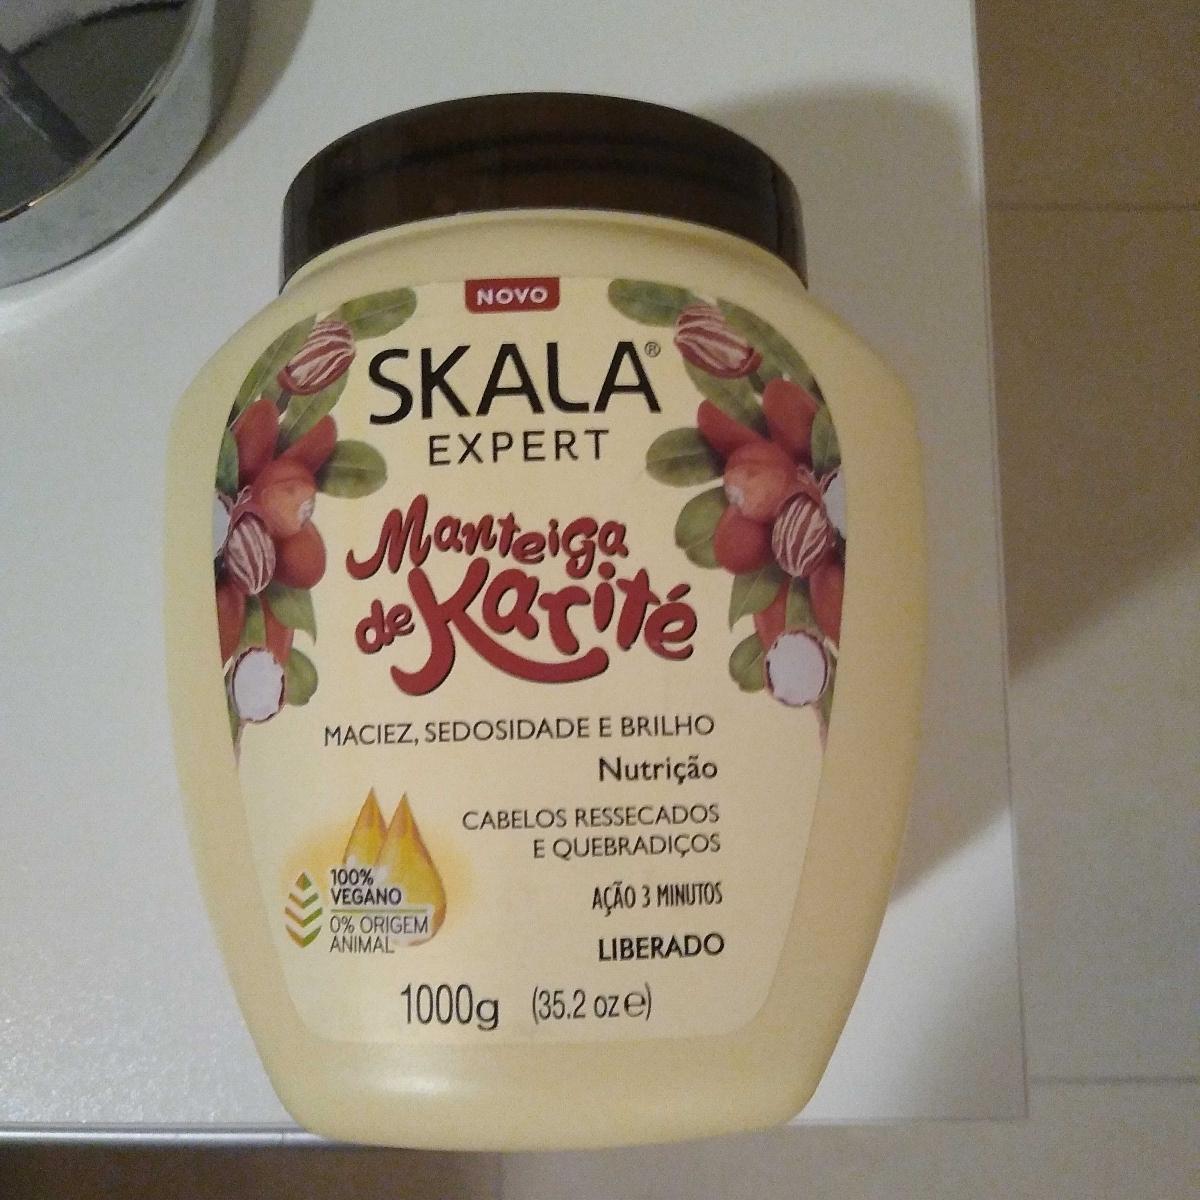 NOVO
SKALA®
EXPERT
Manteiga
de Karité
MACIEZ, SEDOSIDADE E BRILHO
Nutrição
CABELOS RESSECADOS
E QUEBRADIÇOS
AÇÃO 3 MINUTOS
LIBERADO
100%
VEGANO
0% ORIGEM
ANIMAL
1000g (35.2 oz ℮)